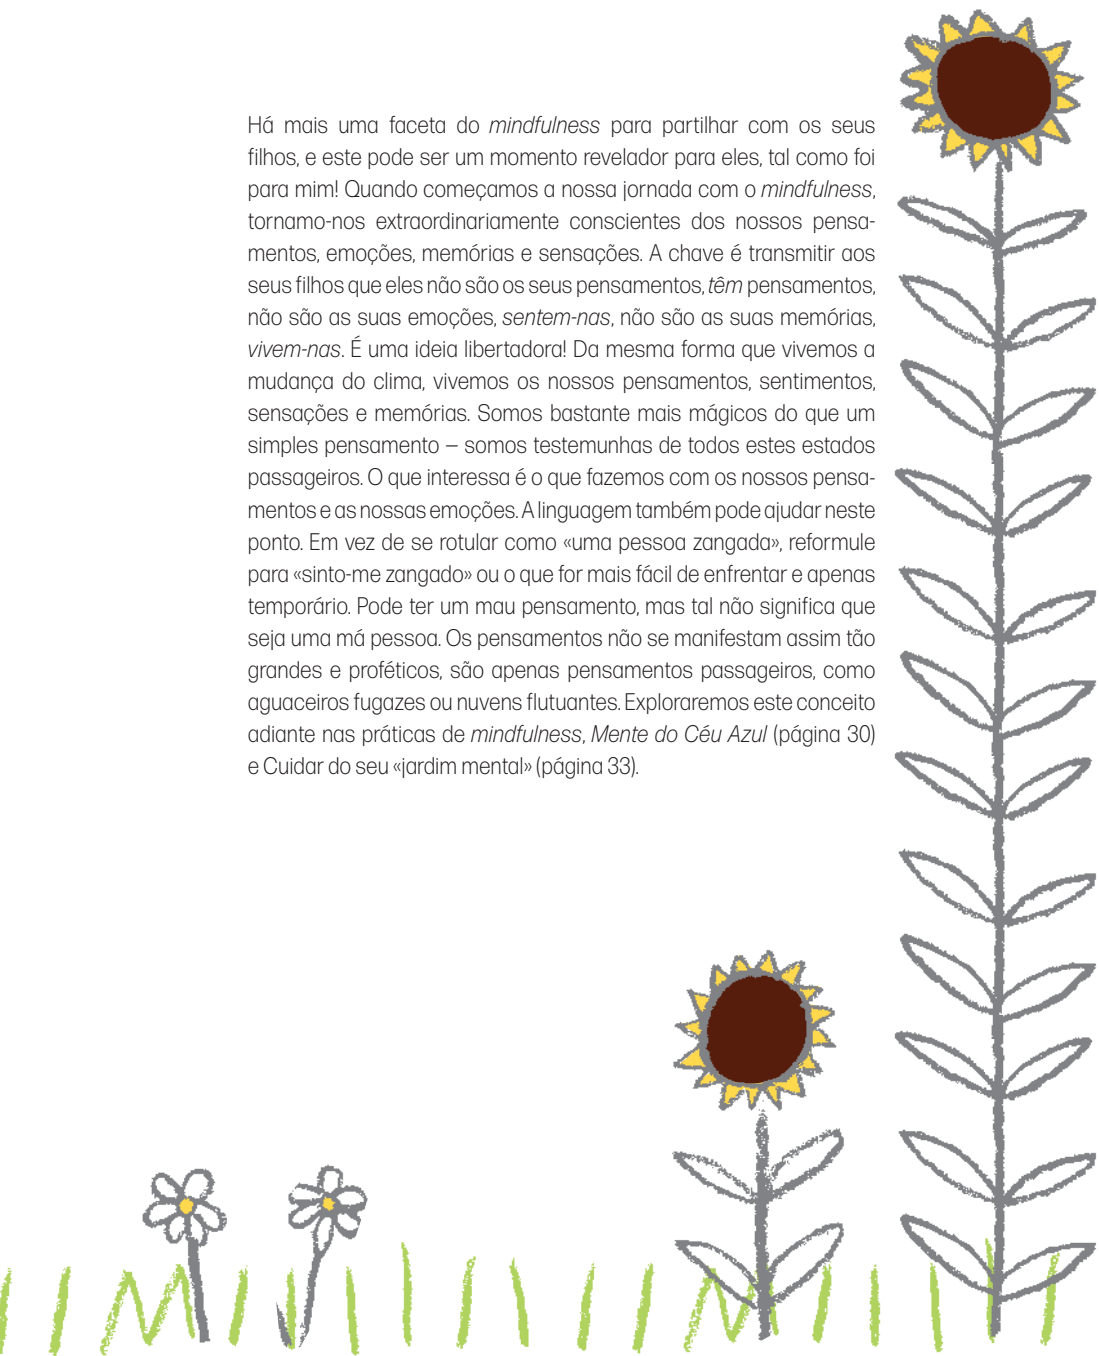 Há mais uma faceta do mindfulness para partilhar com os seus
filhos, e este pode ser um momento revelador para eles, tal como foi
para mim! Quando começamos a nossa jornada com o mindfulness,
tornamo-nos extraordinariamente conscientes dos nossos pensa-
mentos, emoções, memórias e sensações. A chave é transmitir aos
seus filhos que eles não são os seus pensamentos, têm pensamentos,
não são as suas emoções, sentem-nas, não são as suas memórias,
vivem-nas. É uma ideia libertadora! Da mesma forma que vivemos a
mudança do clima, vivemos os nossos pensamentos, sentimentos,
sensações e memórias. Somos bastante mais mágicos do que um
simples pensamento – somos testemunhas de todos estes estados
passageiros. O que interessa é o que fazemos com os nossos pensa-
mentos e as nossas emoções. A linguagem também pode ajudar neste
ponto. Em vez de se rotular como «uma pessoa zangada», reformule
para «sinto-me zangado» ou o que for mais fácil de enfrentar e apenas
temporário. Pode ter um mau pensamento, mas tal não significa que
seja uma má pessoa. Os pensamentos não se manifestam assim tão
grandes e proféticos, são apenas pensamentos passageiros, como
aguaceiros fugazes ou nuvens flutuantes. Exploraremos este conceito
adiante nas práticas de mindfulness, Mente do Céu Azul (página 30)
e Cuidar do seu «jardim mental» (página 33).